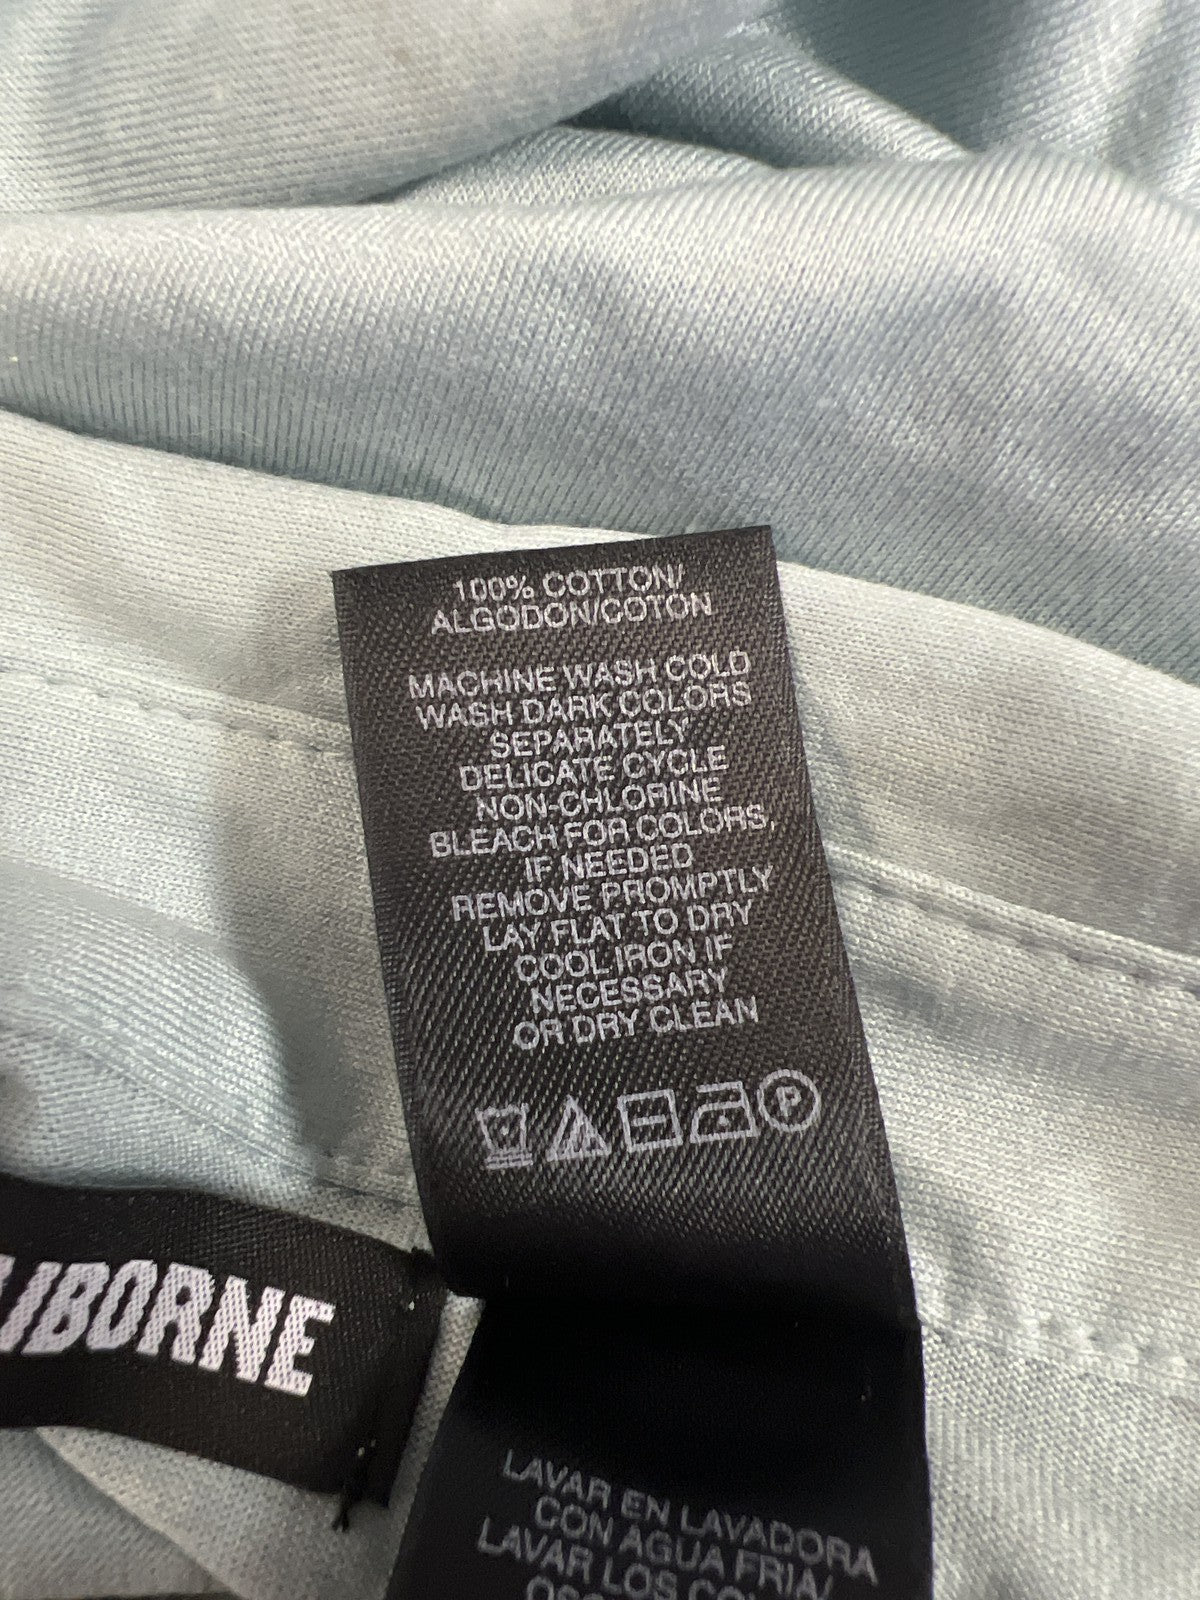 100% COTTON/
ALGODON/COTON
MACHINE WASH COLD
WASH DARK COLORS
SEPARATELY
DELICATE CYCLE
NON-CHLORINE
BLEACH FOR COLORS,
IF NEEDED
REMOVE PROMPTLY
LAY FLAT TO DRY
COOL IRON IF
NECESSARY
OR DRY CLEAN
P
IBORNE
LAVAR EN LAVADORA
CON AGUA FRIA/
LAVAR LOS